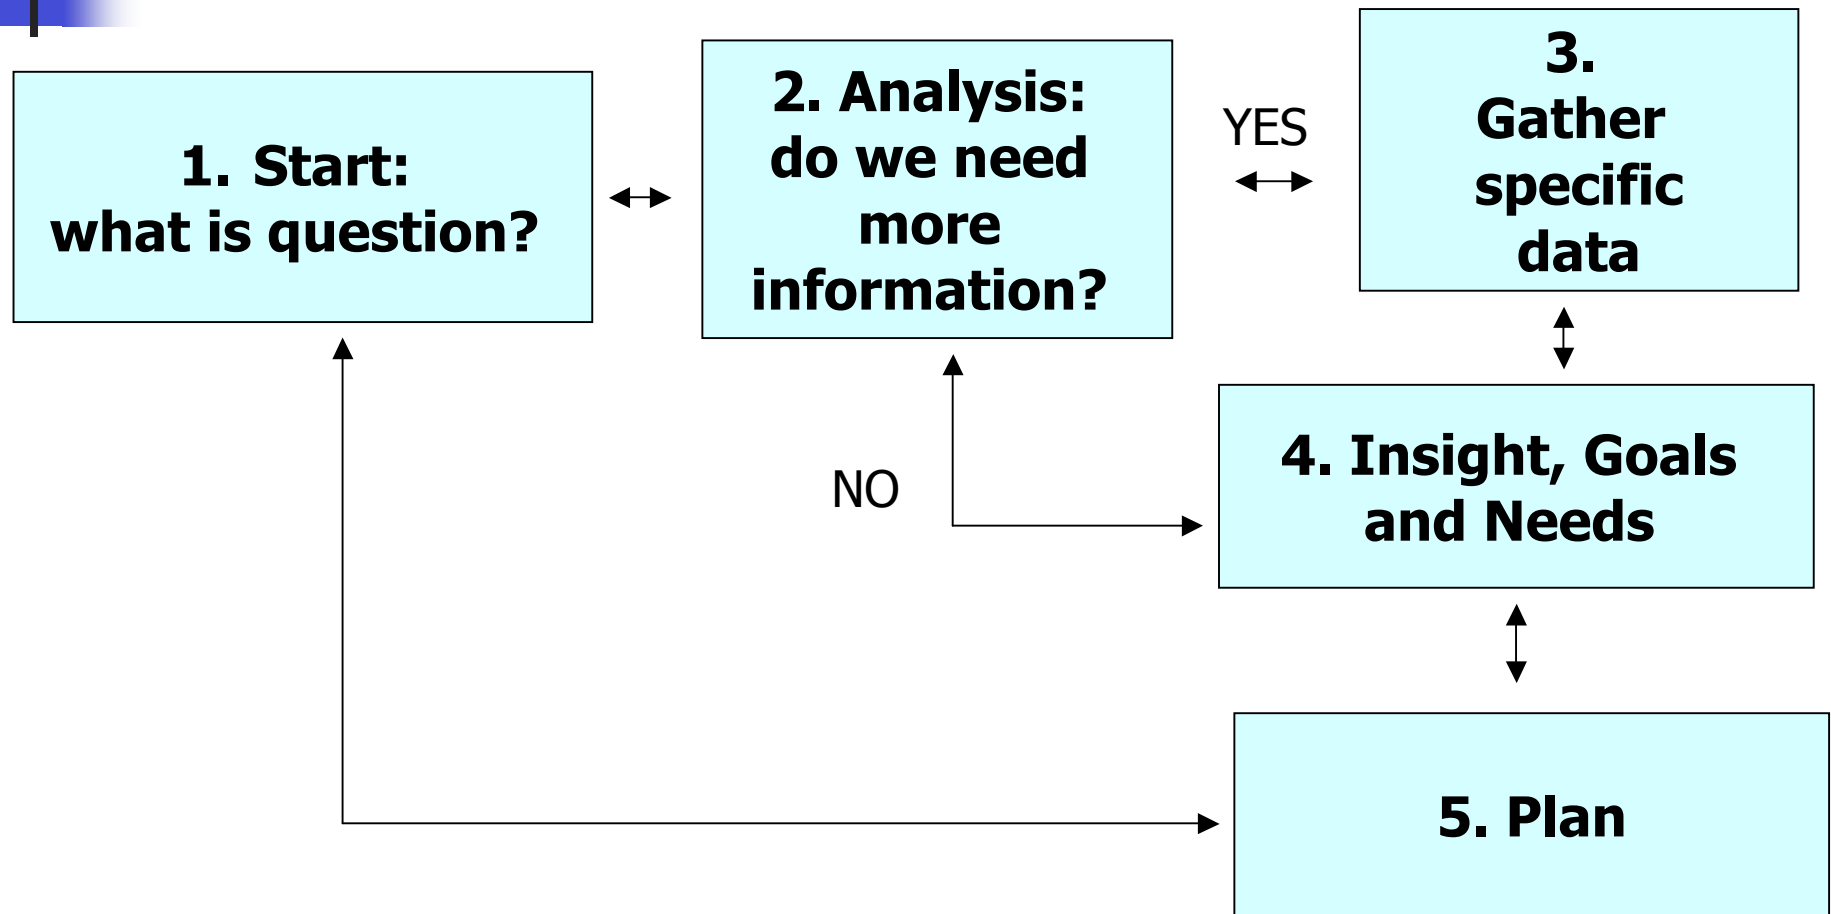 1. Start:
what is question?
2. Analysis:
do we need
more
information?
YES
3.
Gather
specific
data
NO
4. Insight, Goals
and Needs
5. Plan